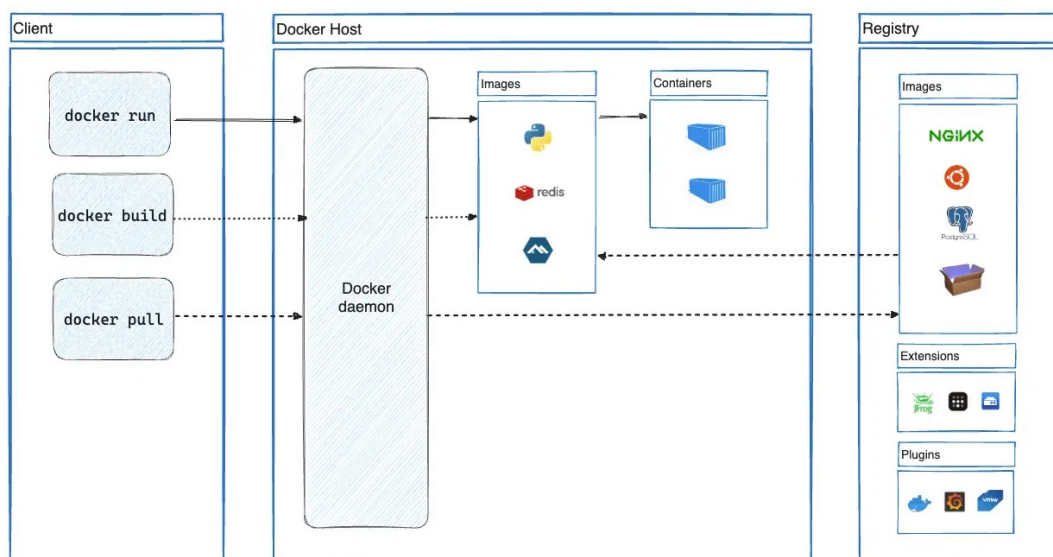 Client
docker run
docker build
docker pull
Docker Host
Docker
daemon
Images
redis
Containers
Registry
Images
NGINX
PostgreSQL
Extensions
JFrog
Plugins
vmw